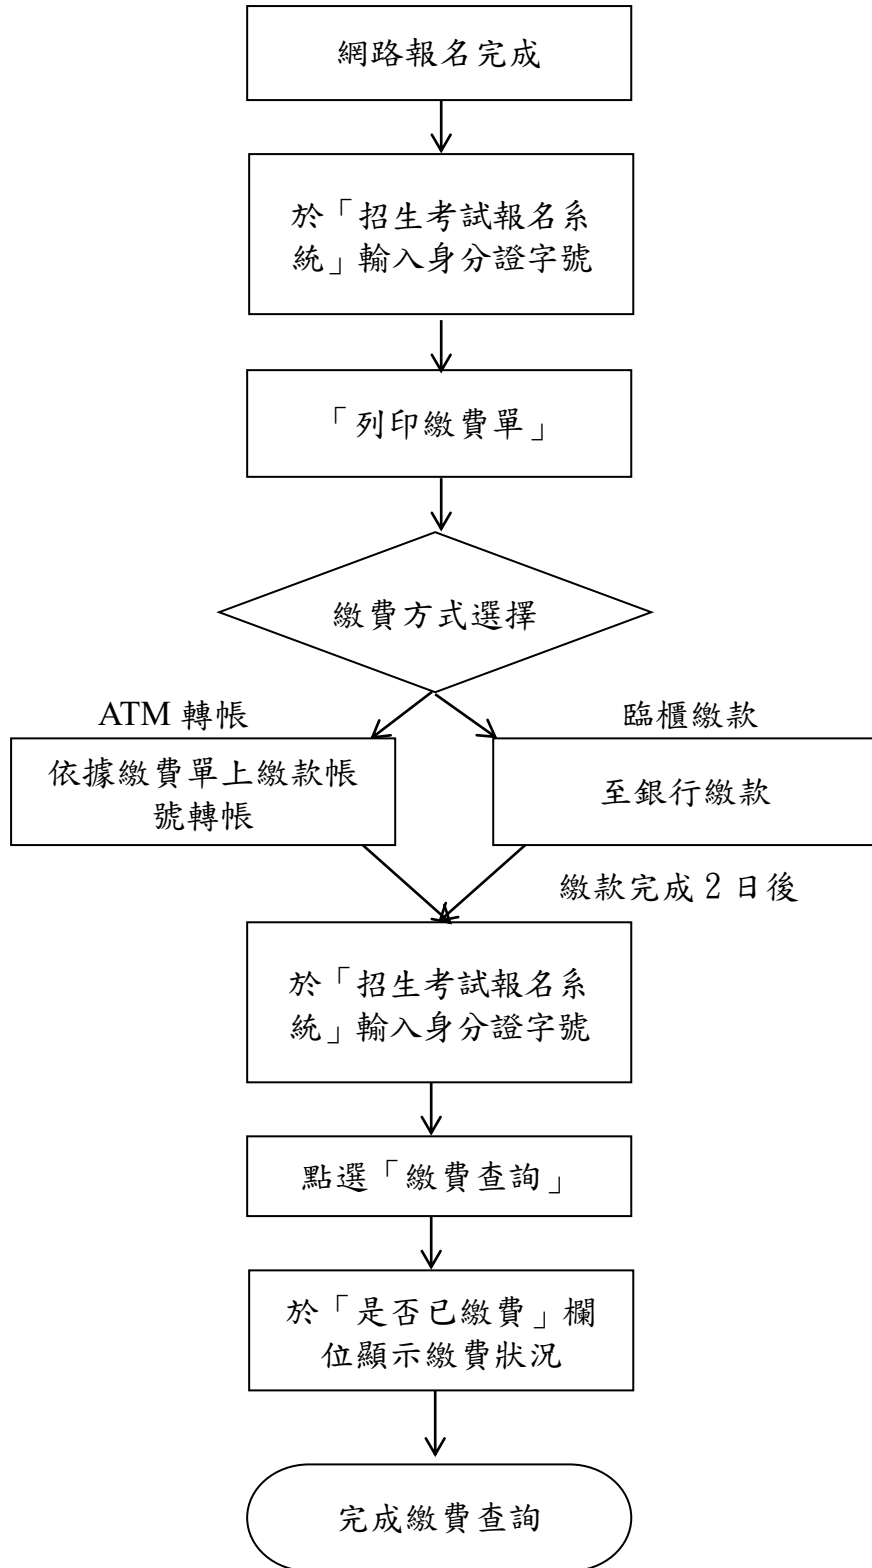 網路報名完成
於「招生考試報名系
統」輸入身分證字號
「列印繳費單」
繳費方式選擇
ATM 轉帳
臨櫃繳款
依據繳費單上繳款帳
號轉帳
至銀行繳款
繳款完成 2 日後
於「招生考試報名系
統」輸入身分證字號
點選「繳費查詢」
於「是否已繳費」欄
位顯示繳費狀況
完成繳費查詢